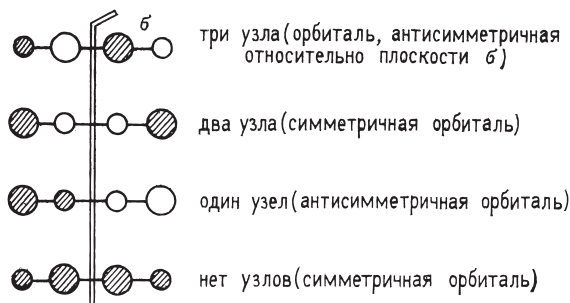 б
три узла (орбиталь, антисимметричная
относительно плоскости б)
два узла (симметричная орбиталь)
один узел (антисимметричная орбиталь)
нет узлов (симметричная орбиталь)